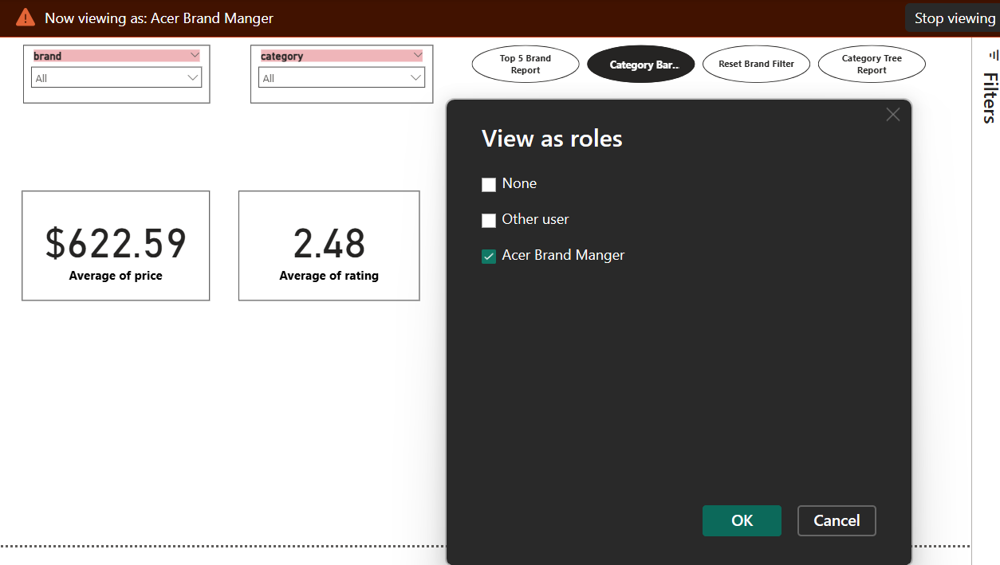 Now viewing as: Acer Brand Manger
Stop viewing
brand
All
category
All
Top 5 Brand
Report
Category Bar...
Reset Brand Filter
Category Tree
Report
Filters
$622.59
Average of price
2.48
Average of rating
View as roles
None
Other user
Acer Brand Manger
OK
Cancel